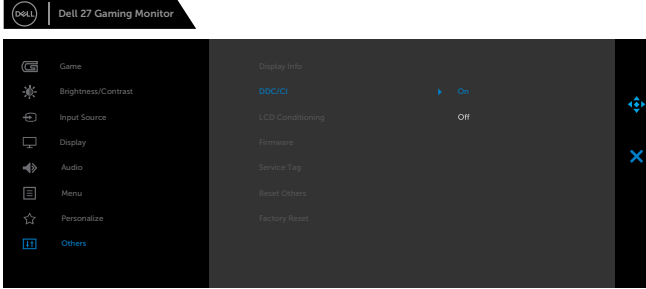 DELL Dell 27 Gaming Monitor
Game Display Info
Brightness/Contrast DDC/CI On
Input Source LCD Conditioning Off
Display Firmware
Audio Service Tag
Menu Reset Others
Personalize Factory Reset
Others